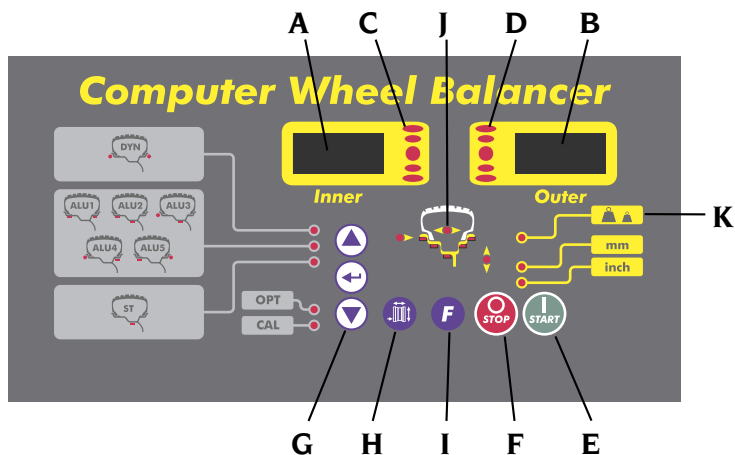 A C J D B
Computer Wheel Balancer
DYN
Inner
Outer
ALU1 ALU2 ALU3
ALU4 ALU5
K
mm
inch
ST
OPT
CAL
F
STOP
START
G H I F E